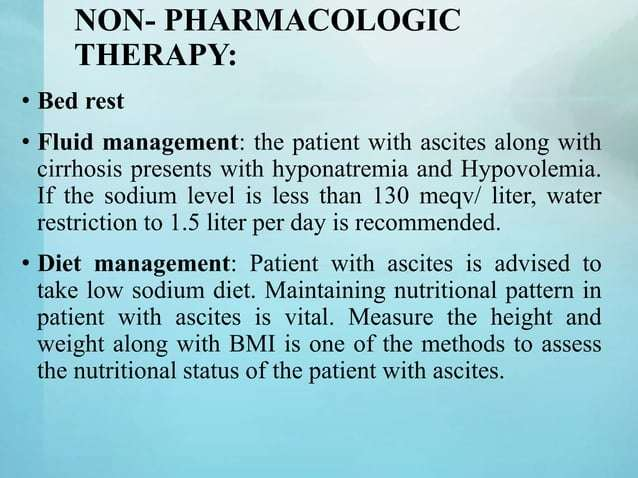 NON- PHARMACOLOGIC
THERAPY:
• Bed rest
• Fluid management: the patient with ascites along with
cirrhosis presents with hyponatremia and Hypovolemia.
If the sodium level is less than 130 meqv/ liter, water
restriction to 1.5 liter per day is recommended.
• Diet management: Patient with ascites is advised to
take low sodium diet. Maintaining nutritional pattern in
patient with ascites is vital. Measure the height and
weight along with BMI is one of the methods to assess
the nutritional status of the patient with ascites.